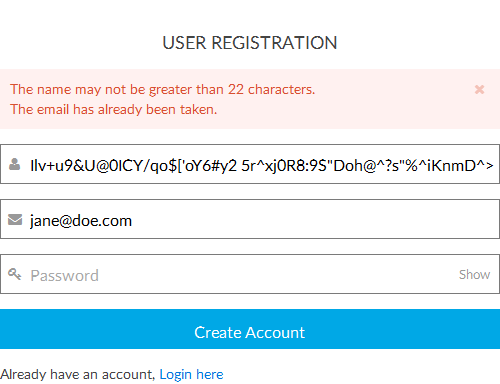 USER REGISTRATION
The name may not be greater than 22 characters.
The email has already been taken.
Ilv+u9&U@0lCY/qo$['oY6#y2 5r^xj0R8:9S"Doh@^?s"%^iKnmD^>
jane@doe.com
Password Show
Create Account
Already have an account, Login here